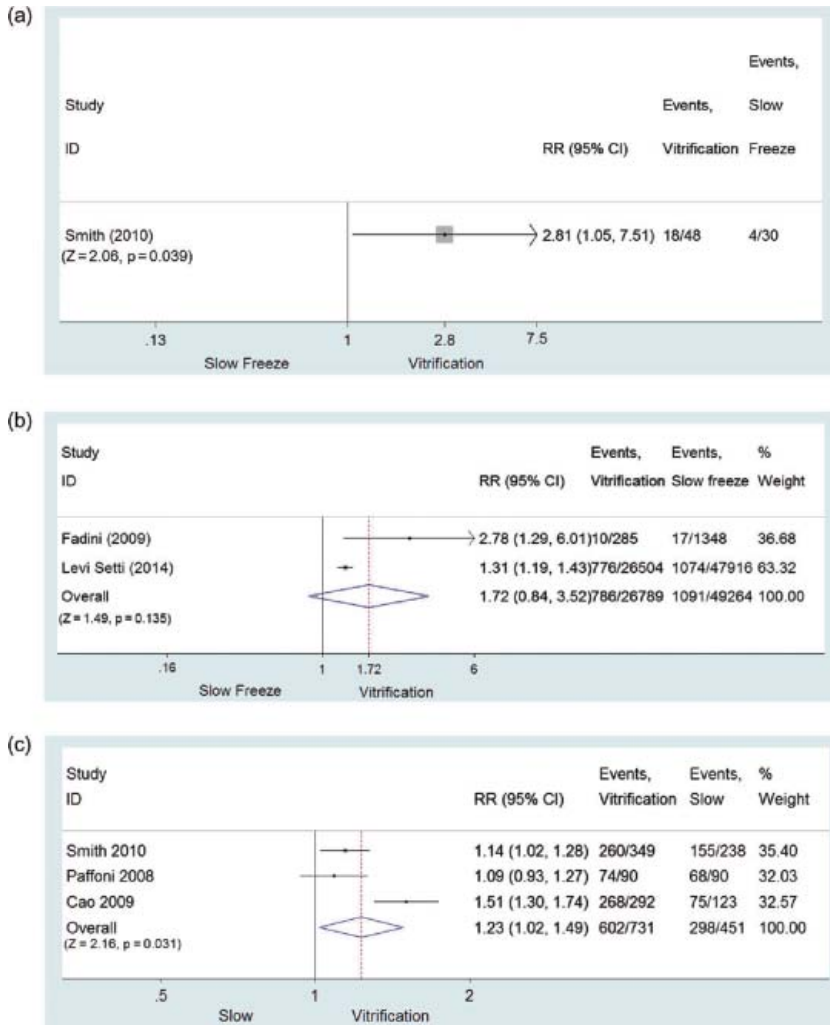 (a)
Events,
Study Events, Slow
ID RR (95% CI) Vitrification Freeze
Smith (2010) 2.81 (1.05, 7.51) 18/48 4/30
(Z = 2.06, p = 0.039)
.13 1 2.8 7.5
Slow Freeze Vitrification
(b)
Study Events, Events, %
ID RR (95% CI) Vitrification Slow freeze Weight
Fadini (2009) 2.78 (1.29, 6.01) 10/285 17/1348 36.68
Levi Setti (2014) 1.31 (1.19, 1.43) 776/26504 1074/47916 63.32
Overall 1.72 (0.84, 3.52) 786/26789 1091/49264 100.00
(Z = 1.49, p = 0.135)
.16 1 1.72 6
Slow Freeze Vitrification
(c)
Study Events, Events, %
ID RR (95% CI) Vitrification Slow Weight
Smith 2010 1.14 (1.02, 1.28) 260/349 155/238 35.40
Paffoni 2008 1.09 (0.93, 1.27) 74/90 68/90 32.03
Cao 2009 1.51 (1.30, 1.74) 268/292 75/123 32.57
Overall 1.23 (1.02, 1.49) 602/731 298/451 100.00
(Z = 2.16, p = 0.031)
.5 1 2
Slow Vitrification